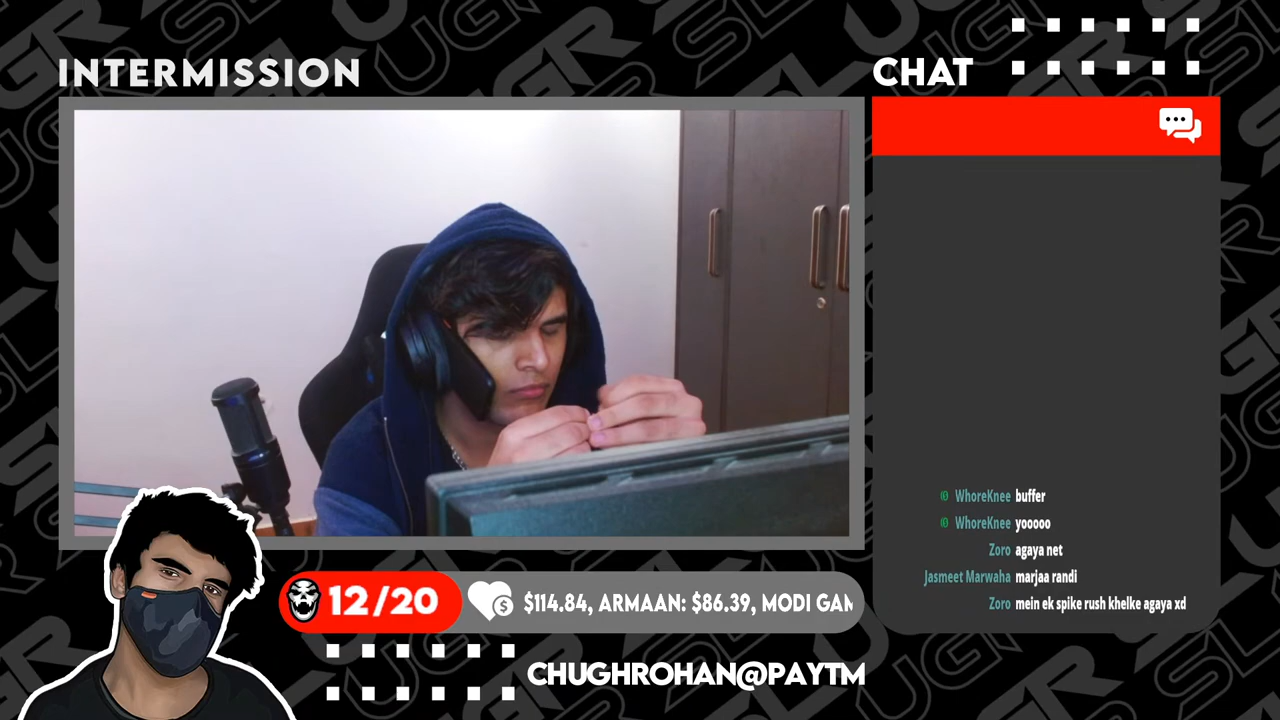 INTERMISSION
CHAT
WhoreKnee buffer
WhoreKnee yooooo
Zoro agaya net
Jasmeet Marwaha marjaa randi
Zoro mein ek spike rush khelke agaya xd
12/20
$114.84, ARMAAN: $86.39, MODI GAM
CHUGHROHAN@PAYTM